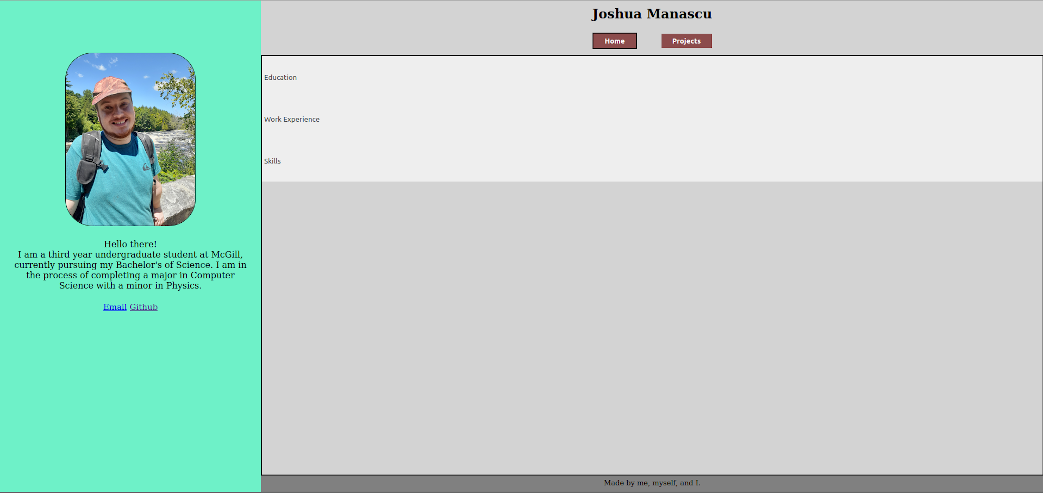 Joshua Manascu
Home Projects
Education
Work Experience
Skills
Hello there!
I am a third year undergraduate student at McGill,
currently pursuing my Bachelor's of Science. I am in
the process of completing a major in Computer
Science with a minor in Physics.
Email Github
Made by me, myself, and I.